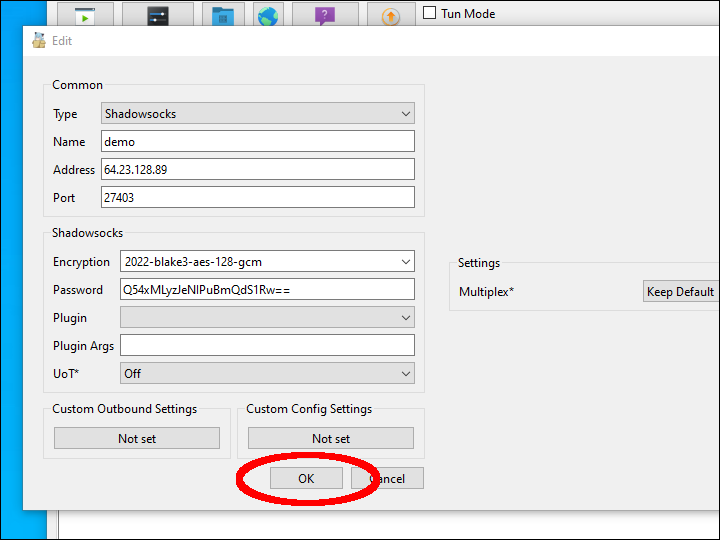 Tun Mode
Edit
Common
Type Shadowsocks
Name demo
Address 64.23.128.89
Port 27403
Shadowsocks
Encryption 2022-blake3-aes-128-gcm
Password Q54xMLyzJeNlPuBmQdS1Rw==
Plugin
Plugin Args
UoT* Off
Settings
Multiplex* Keep Default
Custom Outbound Settings Custom Config Settings
Not set Not set
OK Cancel